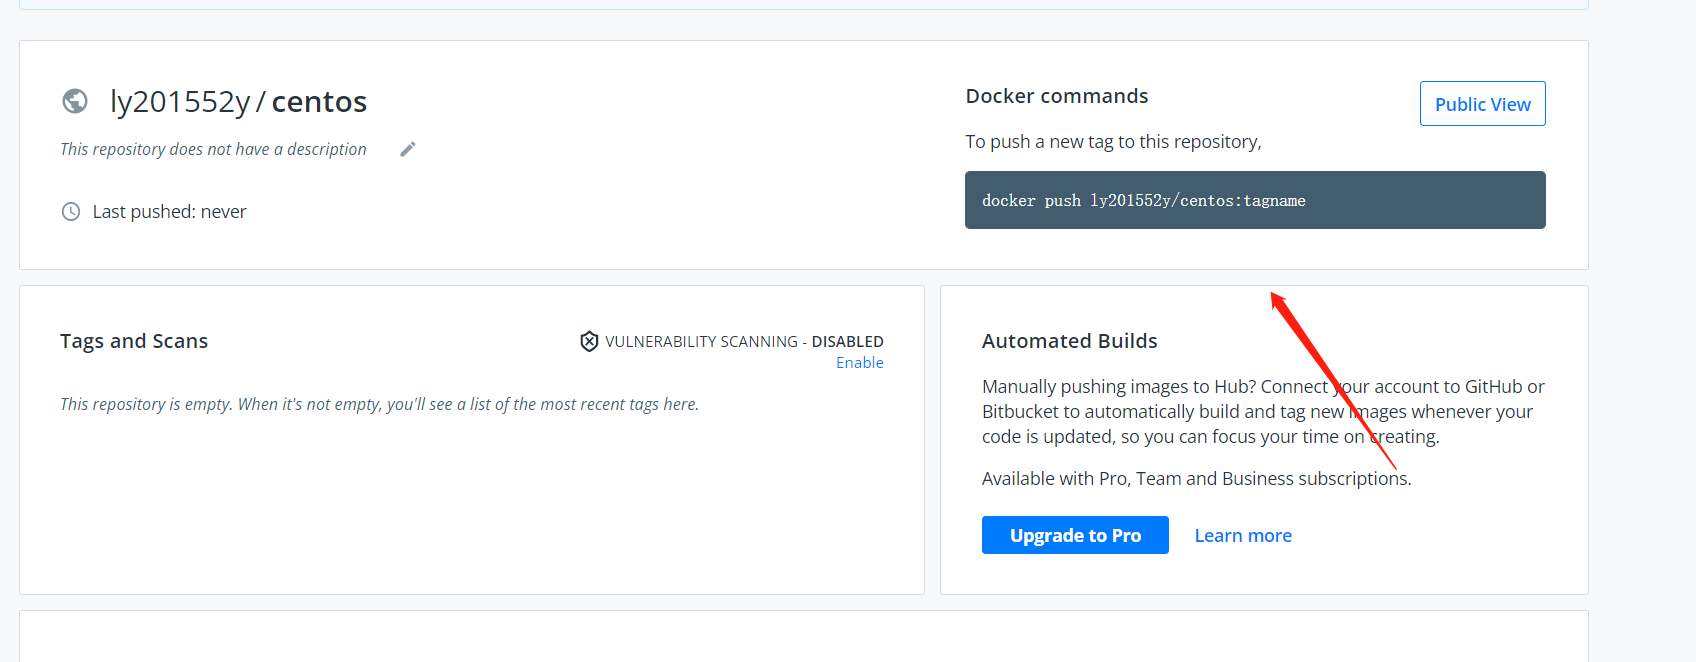 ly201552y / centos
This repository does not have a description
Last pushed: never
Docker commands
Public View
To push a new tag to this repository,
docker push ly201552y/centos:tagname
Tags and Scans
VULNERABILITY SCANNING - DISABLED
Enable
This repository is empty. When it's not empty, you'll see a list of the most recent tags here.
Automated Builds
Manually pushing images to Hub? Connect your account to GitHub or
Bitbucket to automatically build and tag new images whenever your
code is updated, so you can focus your time on creating.
Available with Pro, Team and Business subscriptions.
Upgrade to Pro
Learn more